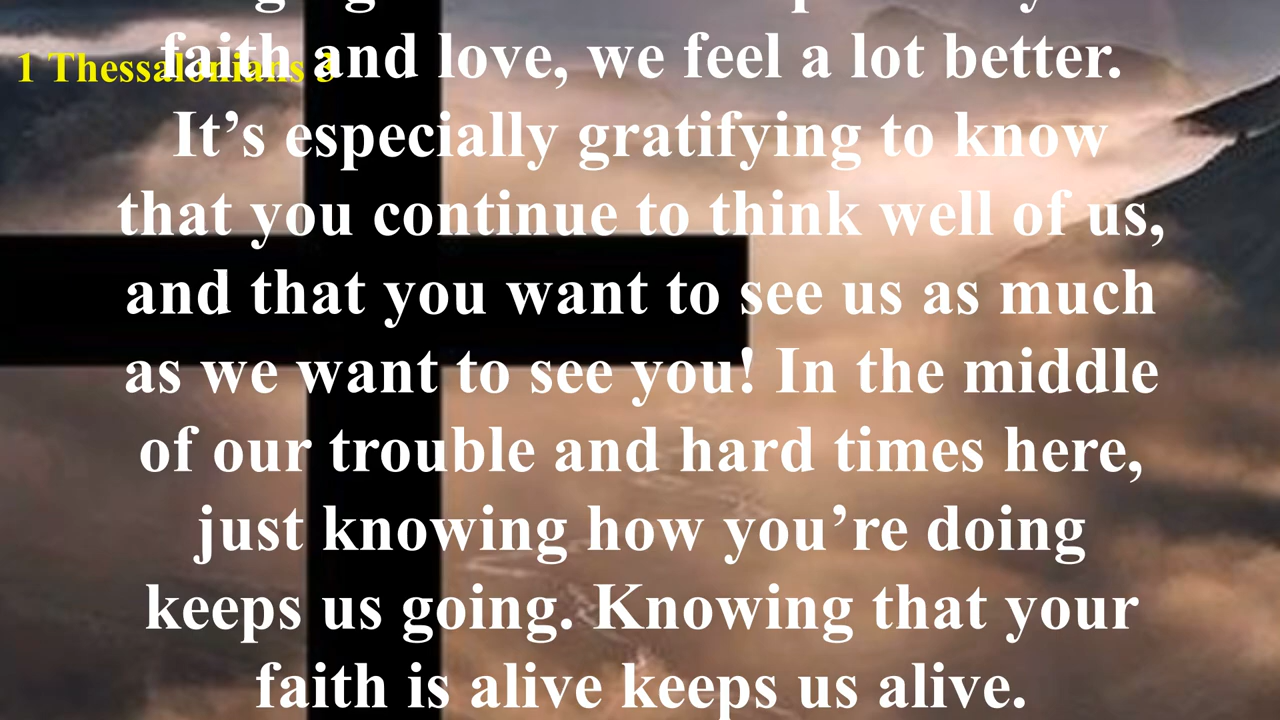 1 Thessalonians 3
faith and love, we feel a lot better.
It’s especially gratifying to know
that you continue to think well of us,
and that you want to see us as much
as we want to see you! In the middle
of our trouble and hard times here,
just knowing how you’re doing
keeps us going. Knowing that your
faith is alive keeps us alive.